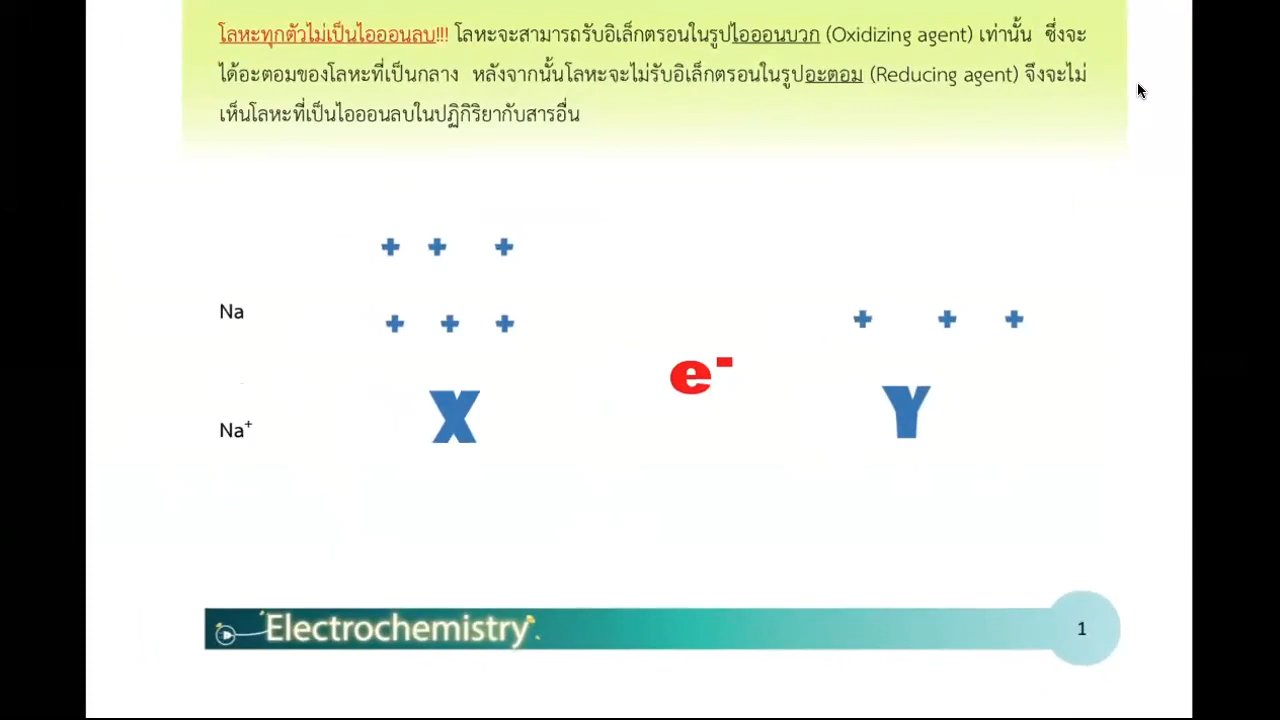 โลหะทุกตัวไม่เป็นไอออนลบ!!! โลหะจะสามารถรับอิเล็กตรอนในรูปไอออนบวก (Oxidizing agent) เท่านั้น ซึ่งจะ
ได้อะตอมของโลหะที่เป็นกลาง หลังจากนั้นโลหะจะไม่รับอิเล็กตรอนในรูปอะตอม (Reducing agent) จึงจะไม่
เห็นโลหะที่เป็นไอออนลบในปฏิกิริยากับสารอื่น
+ + +
Na
+ + + + + +
e⁻
X Y
Na⁺
Electrochemistry 1